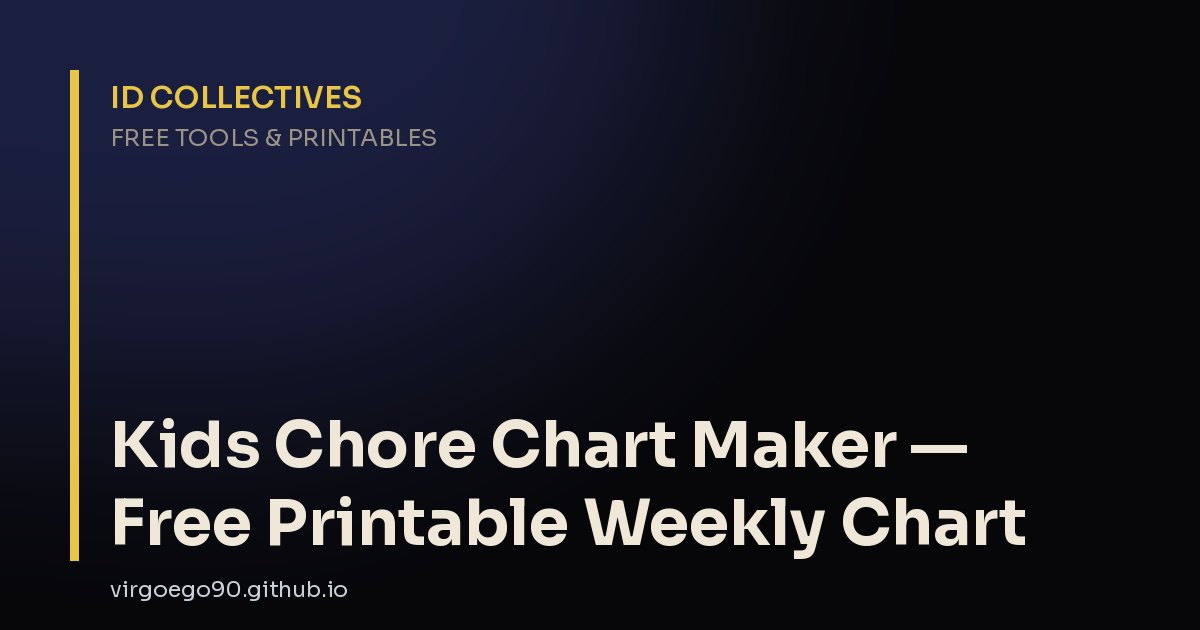 ID COLLECTIVES
FREE TOOLS & PRINTABLES
Kids Chore Chart Maker —
Free Printable Weekly Chart
virgoego90.github.io